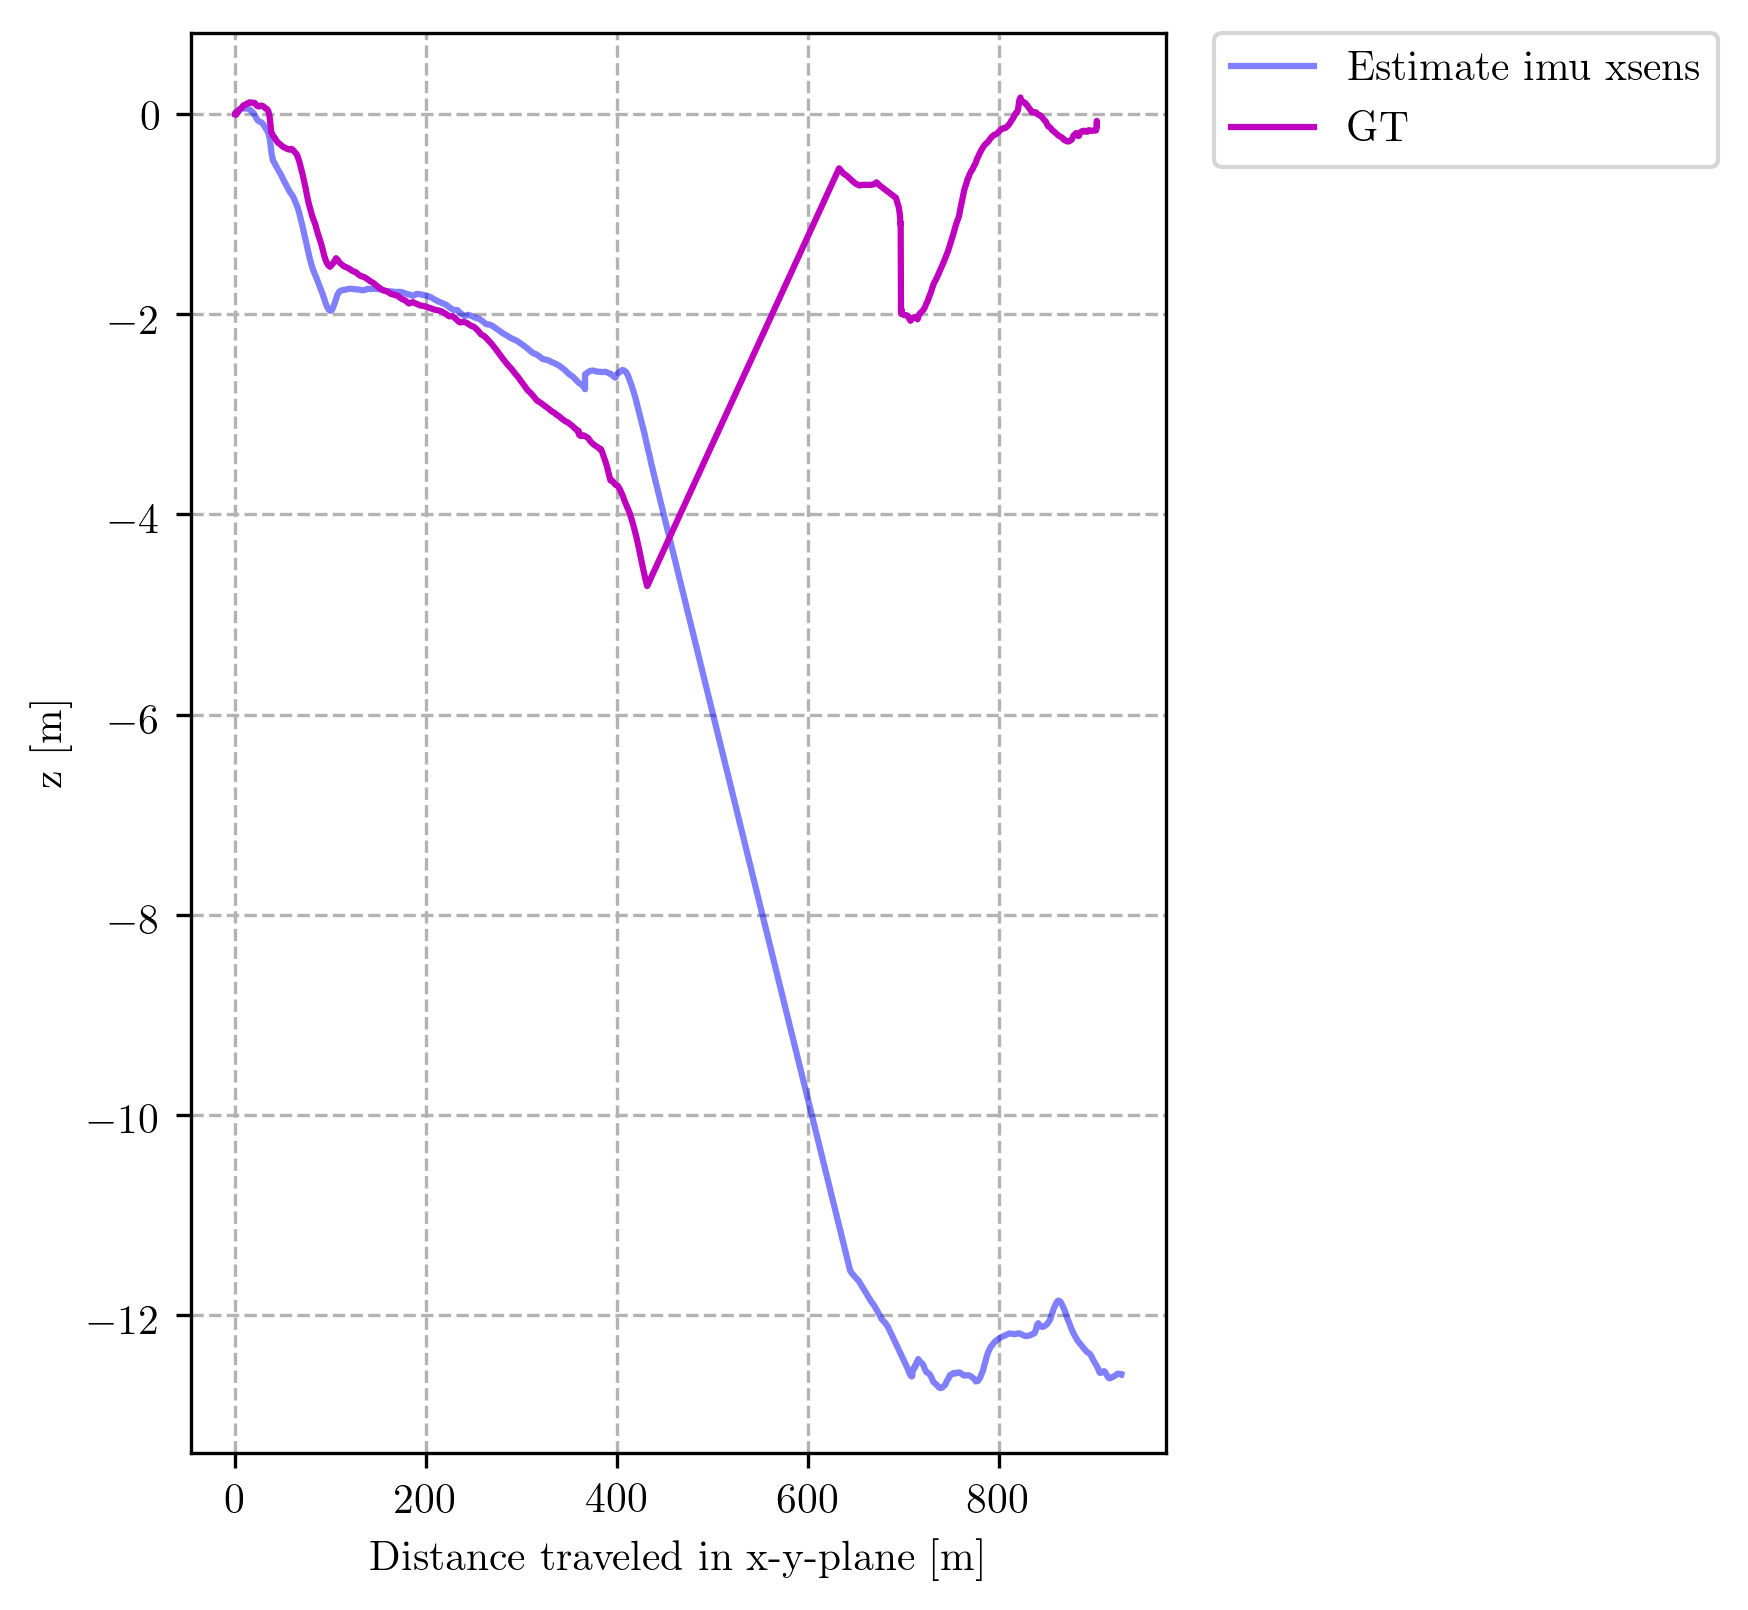 Estimate imu xsens
GT
0
−2
−4
−6
−8
−10
−12
z [m]
0 200 400 600 800
Distance traveled in x-y-plane [m]